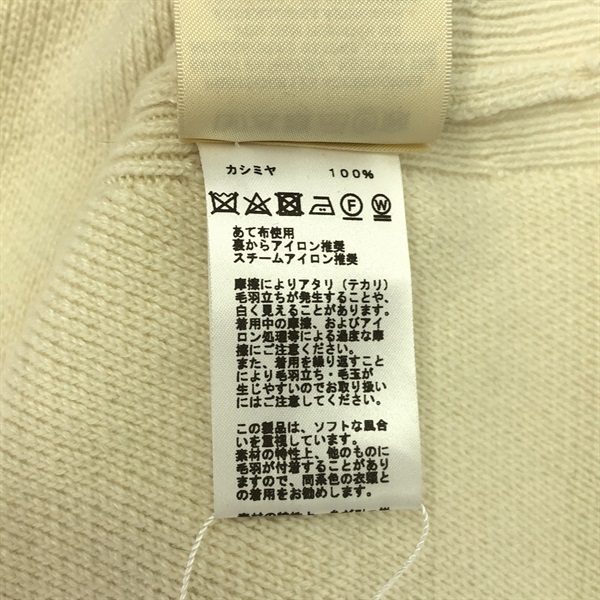 カシミヤ 100%
F W
あて布使用
裏からアイロン推奨
スチームアイロン推奨
摩擦によりアタリ（テカリ）
毛羽立ちが発生することや、
白く見えることがあります。
着用中の摩擦、およびアイ
ロン処理等による過度な摩
擦にご注意ください。
また、着用を繰り返すこと
により毛羽立ち・毛玉が
生じやすいのでお取り扱い
にはご注意してください。
この製品は、ソフトな風合
いを重視しています。
素材の特性上、他のものに
毛羽が付着することがあり
ますので、同系色の衣類と
の着用をお勧めします。